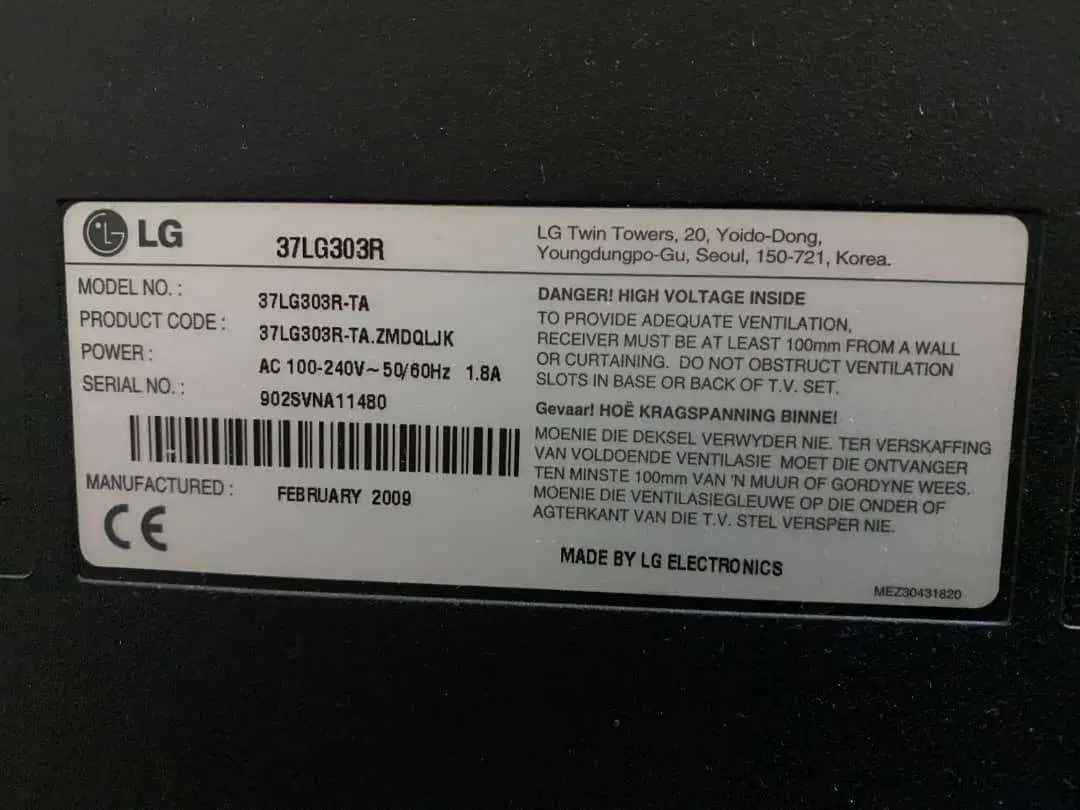 LG
37LG303R
LG Twin Towers, 20, Yoido-Dong,
Youngdungpo-Gu, Seoul, 150-721, Korea.
MODEL NO. : 37LG303R-TA
PRODUCT CODE : 37LG303R-TA.ZMDQLJK
POWER : AC 100-240V~50/60Hz 1.8A
SERIAL NO. : 902SVNA11480
MANUFACTURED : FEBRUARY 2009
CE
DANGER! HIGH VOLTAGE INSIDE
TO PROVIDE ADEQUATE VENTILATION,
RECEIVER MUST BE AT LEAST 100mm FROM A WALL
OR CURTAINING. DO NOT OBSTRUCT VENTILATION
SLOTS IN BASE OR BACK OF T.V. SET.
Gevaar! HOË KRAGSPANNING BINNE!
MOENIE DIE DEKSEL VERWYDER NIE. TER VERSKAFFING
VAN VOLDOENDE VENTILASIE MOET DIE ONTVANGER
TEN MINSTE 100mm VAN 'N MUUR OF GORDYNE WEES.
MOENIE DIE VENTILASIEGLEUWE OP DIE ONDER OF
AGTERKANT VAN DIE T.V. STEL VERSPER NIE.
MADE BY LG ELECTRONICS
MEZ30431820